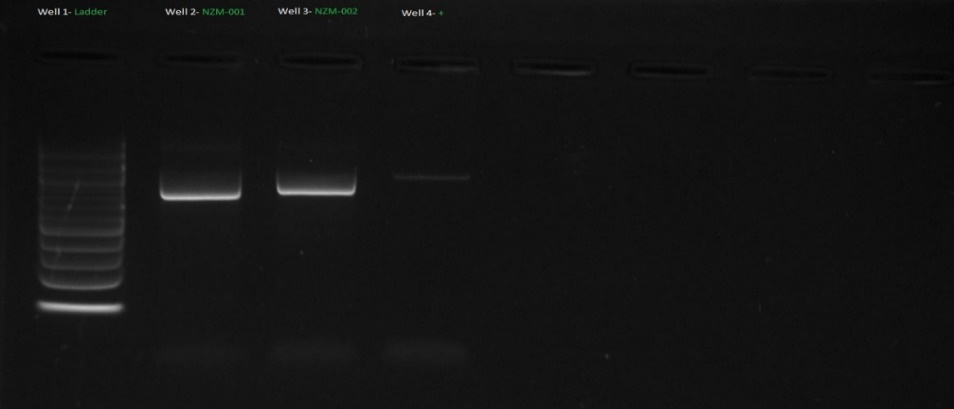 Well 1- Ladder Well 2- NZM-001 Well 3- NZM-002 Well 4- +